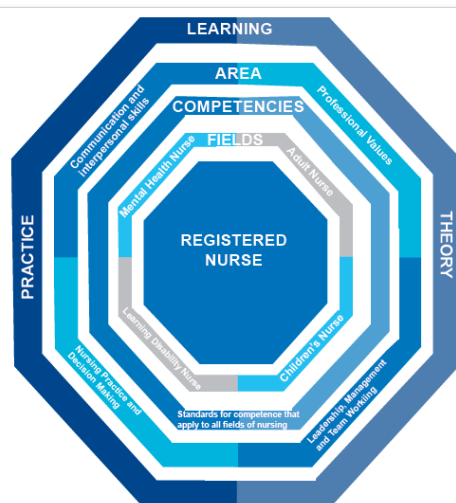 LEARNING
AREA
COMPETENCIES
FIELDS
Communication and
interpersonal skills
Professional Values
Mental Health Nurse
Adult Nurse
PRACTICE
REGISTERED
NURSE
THEORY
Learning Disability Nurse
Children's Nurse
Nursing Practice and
Decision Making
Standards for competence that
apply to all fields of nursing
Leadership, Management
and Team Working